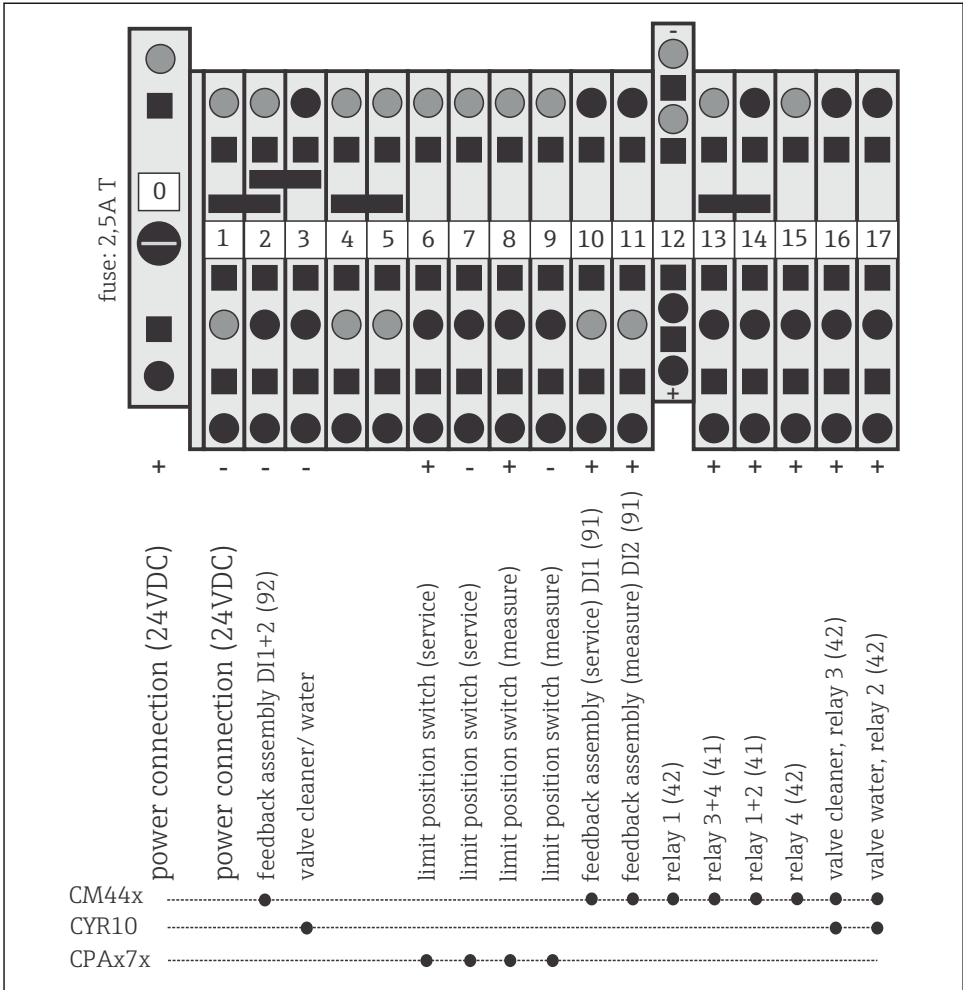 -
fuse: 2,5A T
0
1 2 3 4 5 6 7 8 9 10 11 12 13 14 15 16 17
+
+ - - - + - + - + + + + + + +
power connection (24VDC)
power connection (24VDC)
feedback assembly DI1+2 (92)
valve cleaner/ water
limit position switch (service)
limit position switch (service)
limit position switch (measure)
limit position switch (measure)
feedback assembly (service) DI1 (91)
feedback assembly (measure) DI2 (91)
relay 1 (42)
relay 3+4 (41)
relay 1+2 (41)
relay 4 (42)
valve cleaner, relay 3 (42)
valve water, relay 2 (42)
CM44x
CYR10
CPAx7x